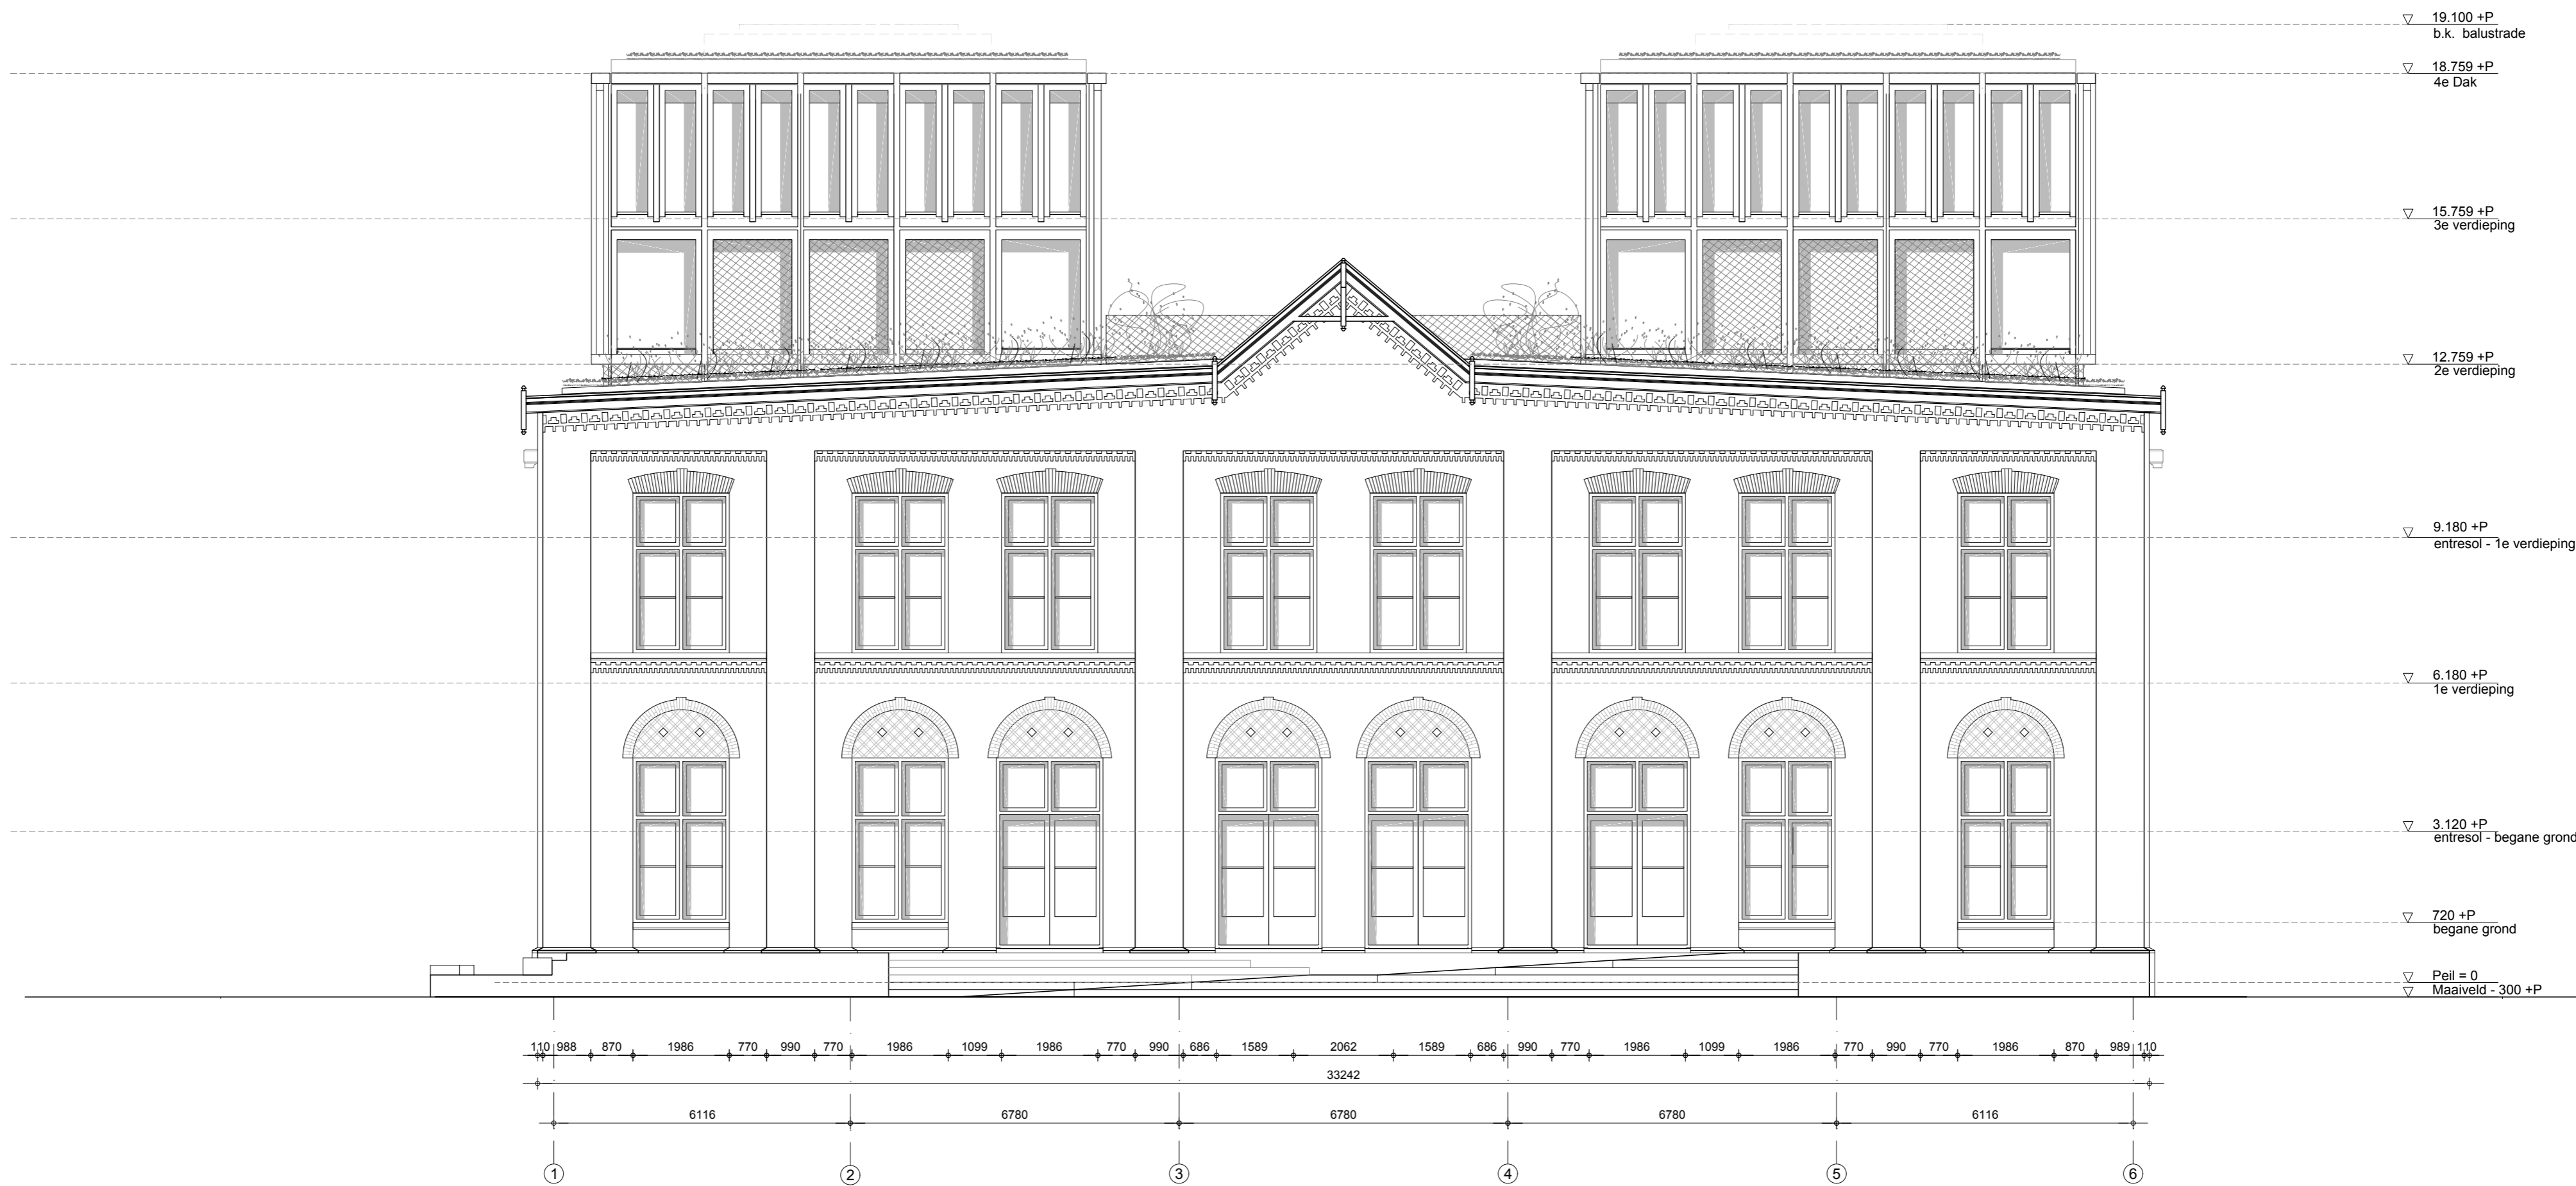 19.100 +P
b.k. balustrade
18.759 +P
4e Dak
15.759 +P
3e verdieping
12.759 +P
2e verdieping
9.180 +P
entresol - 1e verdieping
6.180 +P
1e verdieping
3.120 +P
entresol - begane grond
720 +P
begane grond
Peil = 0
Maaiveld - 300 +P
110 988 870 1986 770 990 770 1986 1099 1986 770 990 686 1589 2062 1589 686 990 770 1986 1099 1986 770 990 770 1986 870 989 110
33242
6116 6780 6780 6780 6116
1 2 3 4 5 6